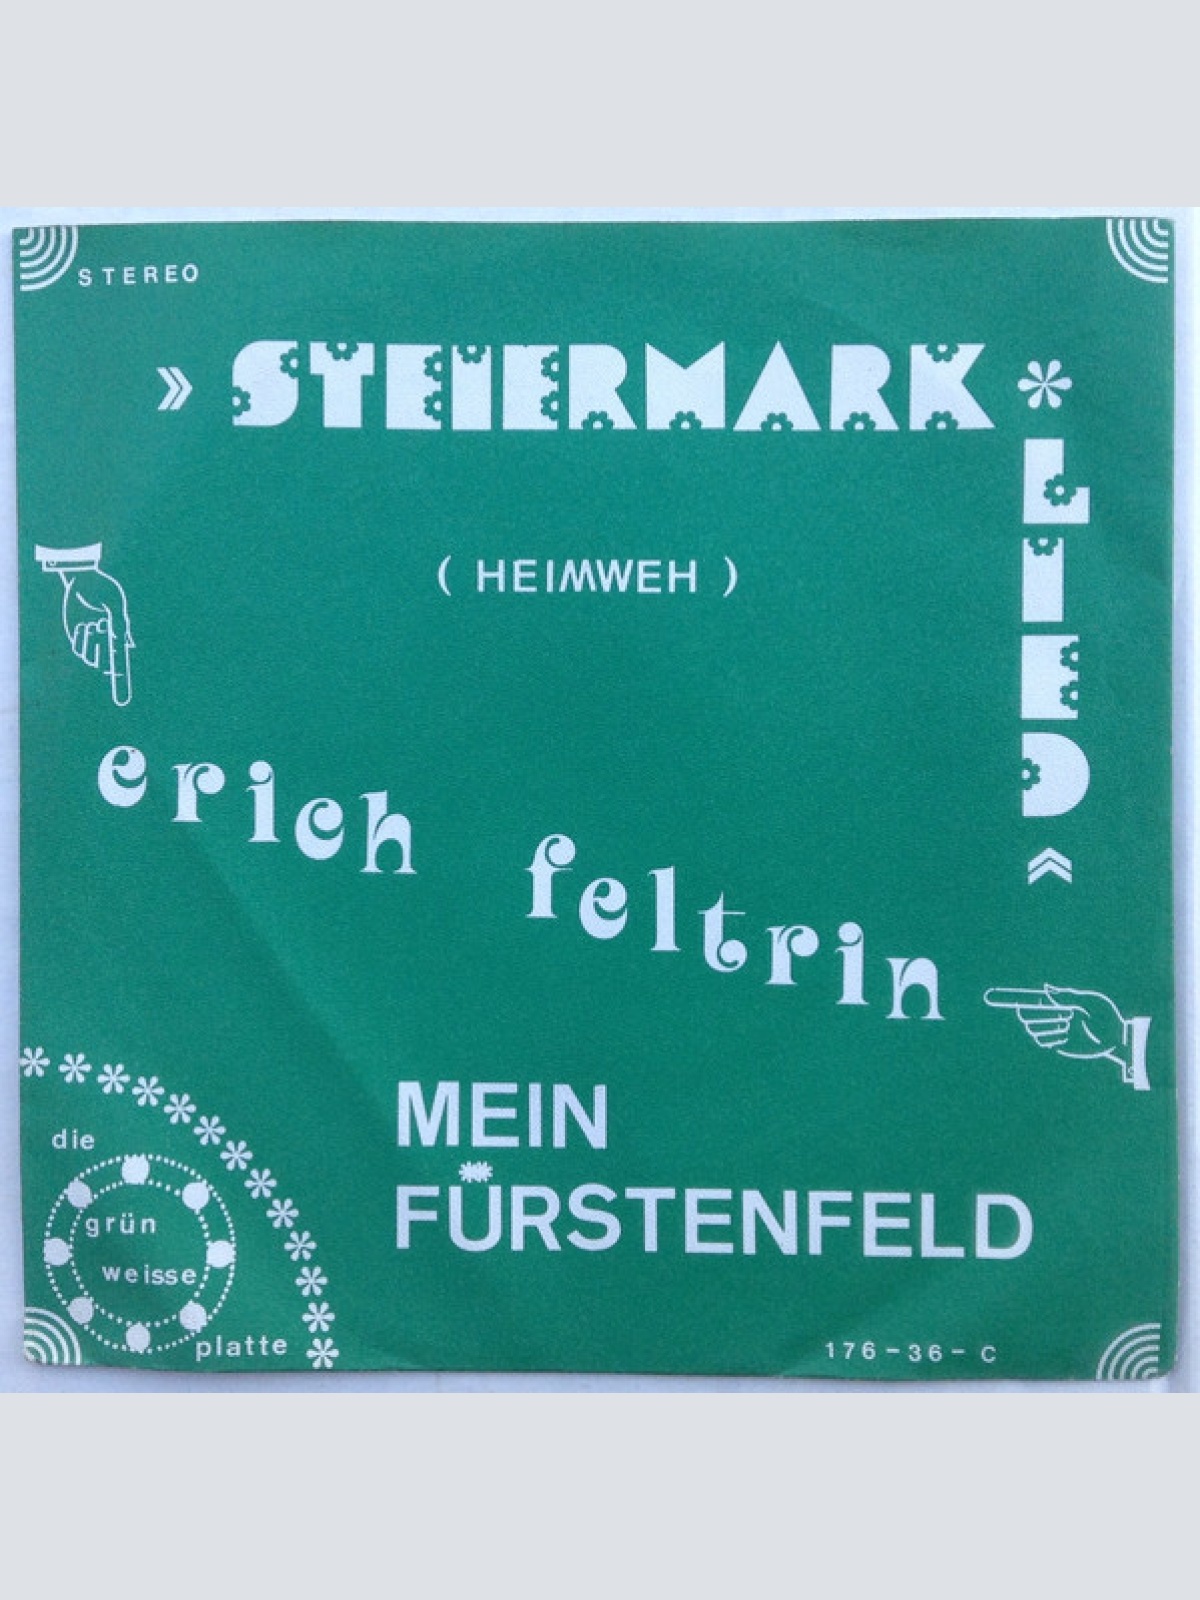 STEREO
» STEIERMARK * LIED «
( HEIMWEH )
erich feltrin
MEIN
FÜRSTENFELD
die
grün
weisse
platte
176-36- C